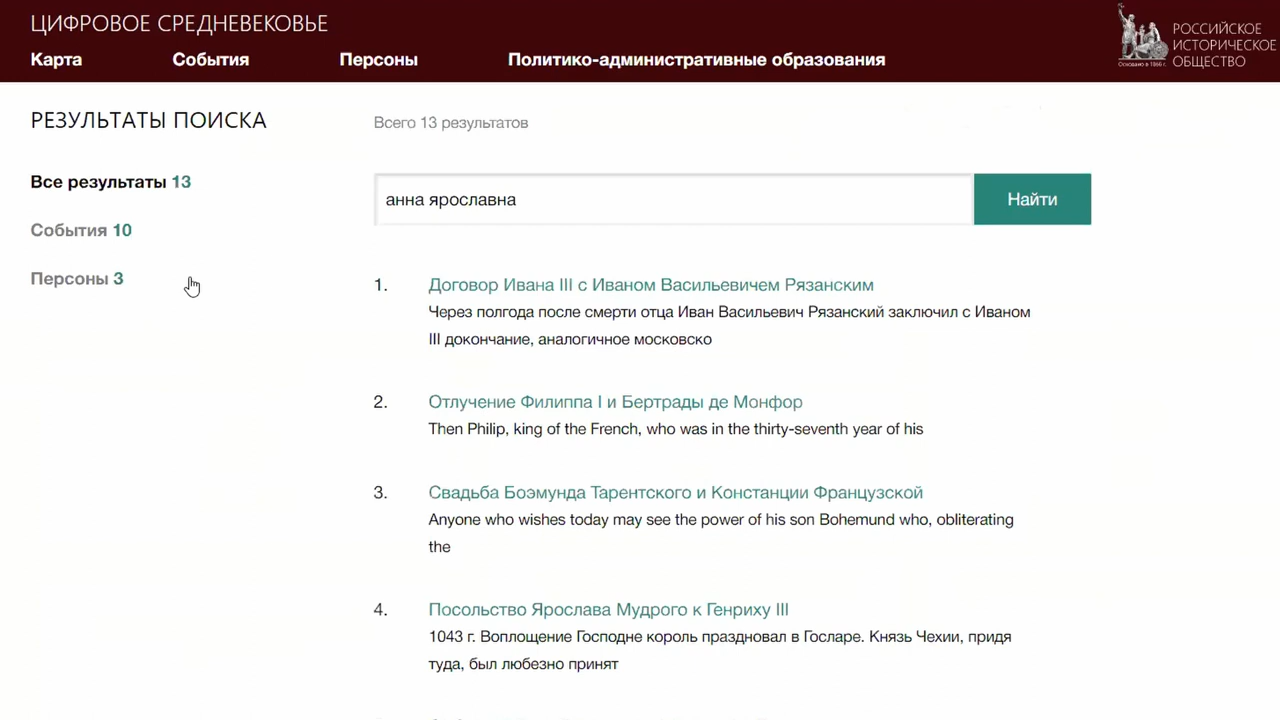 ЦИФРОВОЕ СРЕДНЕВЕКОВЬЕ
Карта События Персоны Политико-административные образования
Основано в 1866 г.
РОССИЙСКОЕ
ИСТОРИЧЕСКОЕ
ОБЩЕСТВО
РЕЗУЛЬТАТЫ ПОИСКА
Всего 13 результатов
Все результаты 13
События 10
Персоны 3
анна ярославна
Найти
1. Договор Ивана III с Иваном Васильевичем Рязанским
Через полгода после смерти отца Иван Васильевич Рязанский заключил с Иваном
III докончание, аналогичное московско
2. Отлучение Филиппа I и Бертрады де Монфор
Then Philip, king of the French, who was in the thirty-seventh year of his
3. Свадьба Боэмунда Тарентского и Констанции Французской
Anyone who wishes today may see the power of his son Bohemund who, obliterating
the
4. Посольство Ярослава Мудрого к Генриху III
1043 г. Воплощение Господне король праздновал в Госларе. Князь Чехии, придя
туда, был любезно принят